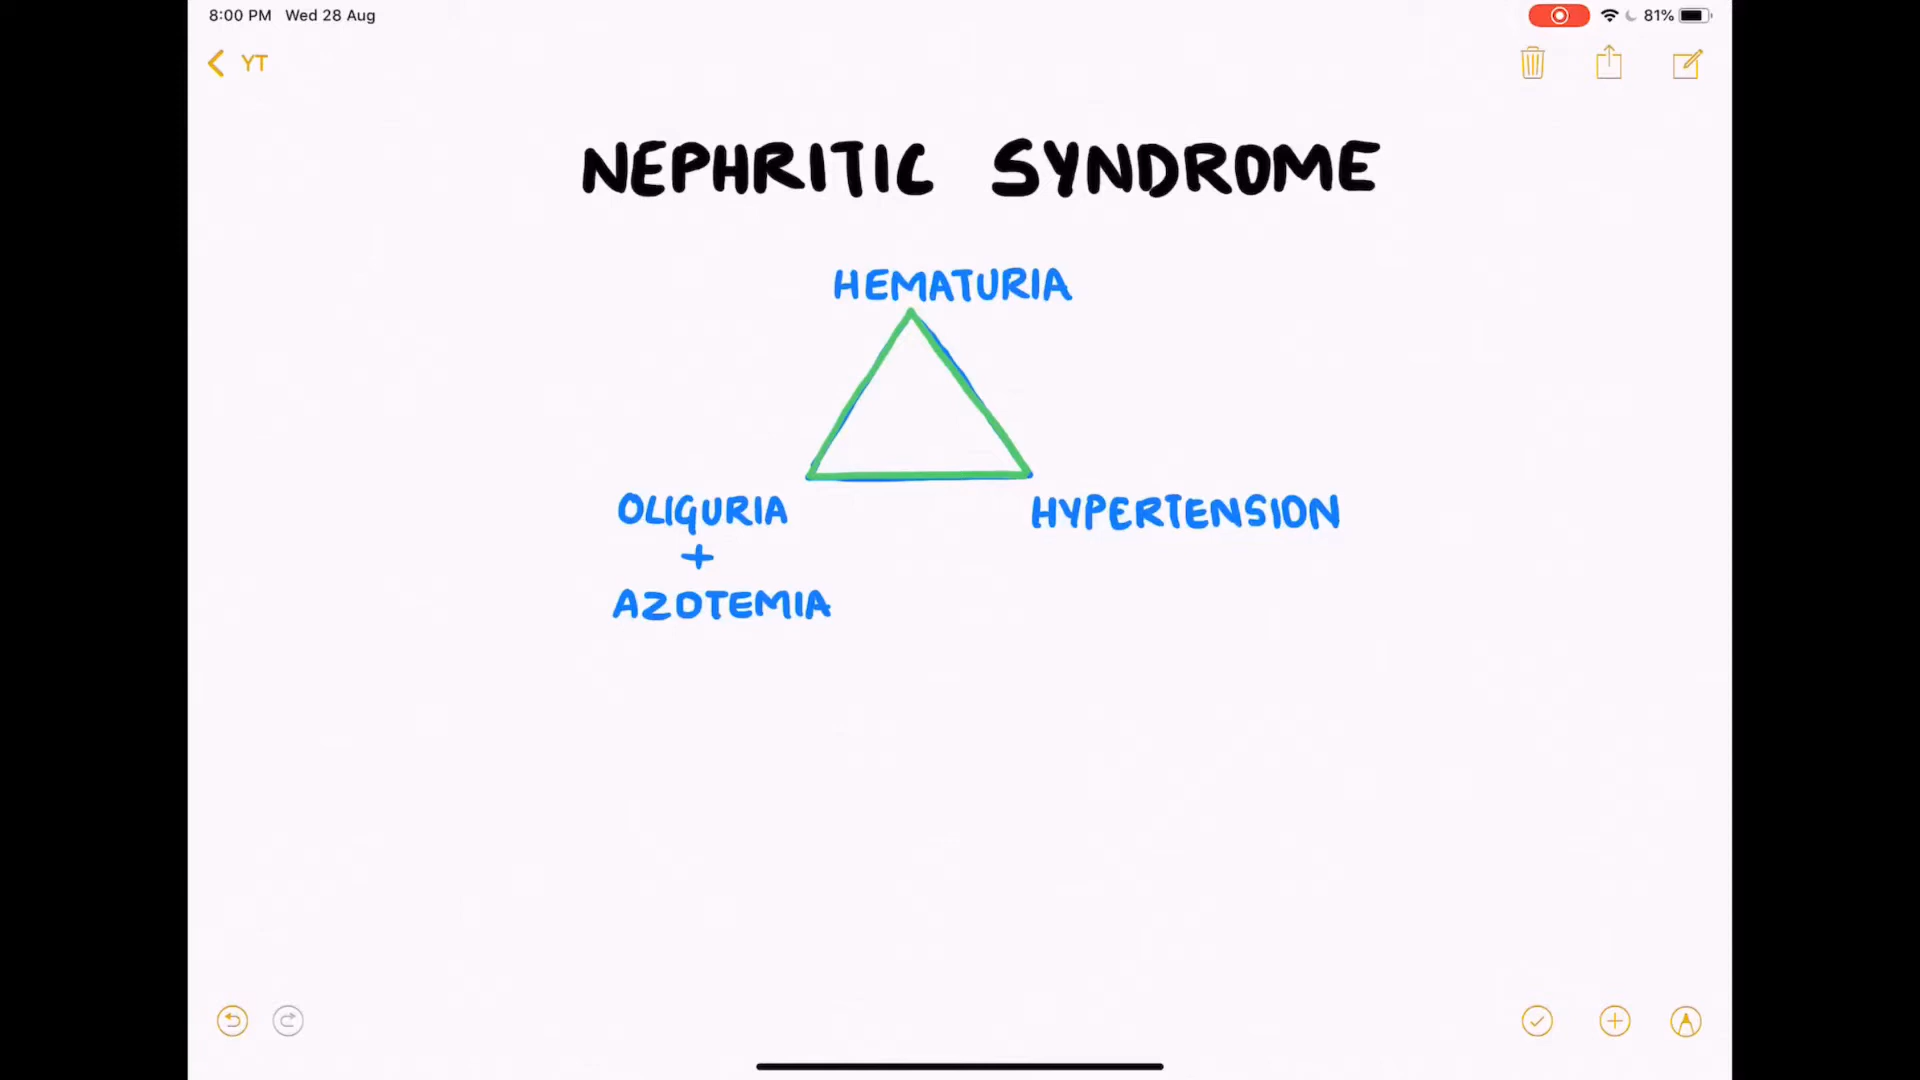 8:00 PM Wed 28 Aug
81%
YT
NEPHRITIC SYNDROME
HEMATURIA
OLIGURIA
+
AZOTEMIA
HYPERTENSION